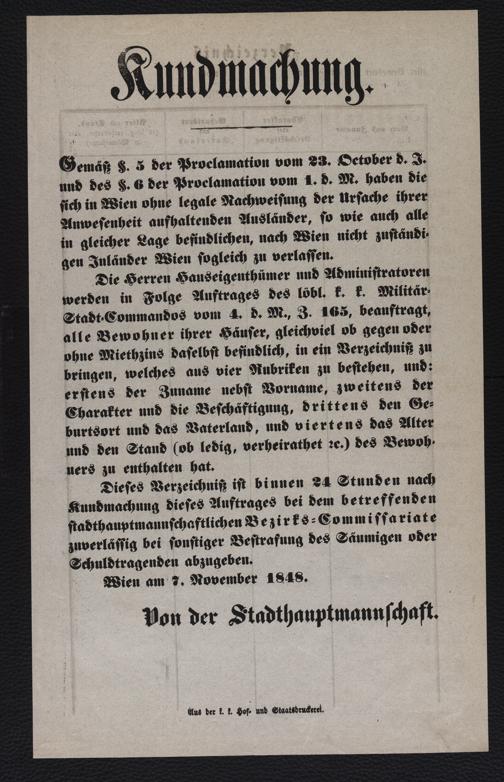 Kundmachung.
Gemäß §. 5 der Proclamation vom 23. October d. J.
und des §. 6 der Proclamation vom 1. d. M. haben die
sich in Wien ohne legale Nachweisung der Ursache ihrer
Anwesenheit aufhaltenden Ausländer, so wie auch alle
in gleicher Lage befindlichen, nach Wien nicht zuständi-
gen Inländer Wien sogleich zu verlassen.
Die Herren Hauseigenthümer und Administratoren
werden in Folge Auftrages des löbl. k. k. Militär-
Stadt-Commandos vom 4. d. M., Z. 165, beauftragt,
alle Bewohner ihrer Häuser, gleichviel ob gegen oder
ohne Miethzins daselbst befindlich, in ein Verzeichniß zu
bringen, welches aus vier Rubriken zu bestehen, und:
erstens der Zuname nebst Vorname, zweitens der
Charakter und die Beschäftigung, drittens den Ge-
burtsort und das Vaterland, und viertens das Alter
und den Stand (ob ledig, verheirathet ꝛc.) des Bewoh-
ners zu enthalten hat.
Dieses Verzeichniß ist binnen 24 Stunden nach
Kundmachung dieses Auftrages bei dem betreffenden
stadthauptmannschaftlichen Bezirks-Commissariate
zuverlässig bei sonstiger Bestrafung des Säumigen oder
Schuldtragenden abzugeben.
Wien am 7. November 1848.
Von der Stadthauptmannschaft.
Aus der k. k. Hof- und Staatsdruckerei.